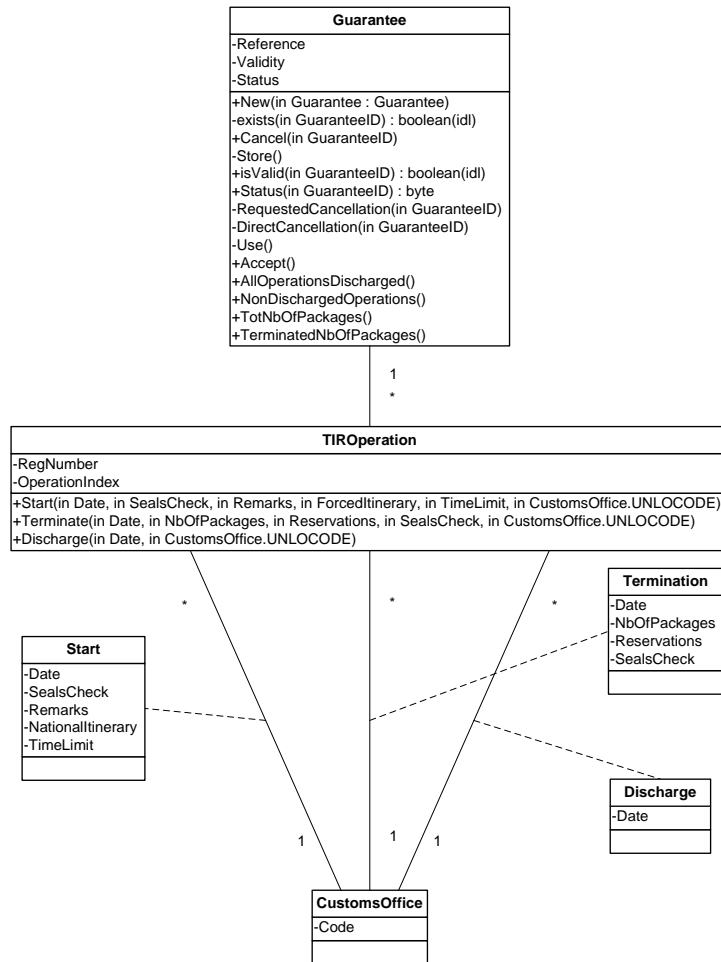 Guarantee
-Reference
-Validity
-Status
+New(in Guarantee : Guarantee)
-exists(in GuaranteeID) : boolean(idl)
+Cancel(in GuaranteeID)
-Store()
+isValid(in GuaranteeID) : boolean(idl)
+Status(in GuaranteeID) : byte
-RequestedCancellation(in GuaranteeID)
-DirectCancellation(in GuaranteeID)
-Use()
+Accept()
+AllOperationsDischarged()
+NonDischargedOperations()
+TotNbOfPackages()
+TerminatedNbOfPackages()
1
*
TIROperation
-RegNumber
-OperationIndex
+Start(in Date, in SealsCheck, in Remarks, in ForcedItinerary, in TimeLimit, in CustomsOffice.UNLOCODE)
+Terminate(in Date, in NbOfPackages, in Reservations, in SealsCheck, in CustomsOffice.UNLOCODE)
+Discharge(in Date, in CustomsOffice.UNLOCODE)
*
*
*
Termination
-Date
-NbOfPackages
-Reservations
-SealsCheck
Start
-Date
-SealsCheck
-Remarks
-NationalItinerary
-TimeLimit
Discharge
-Date
1
1
1
CustomsOffice
-Code